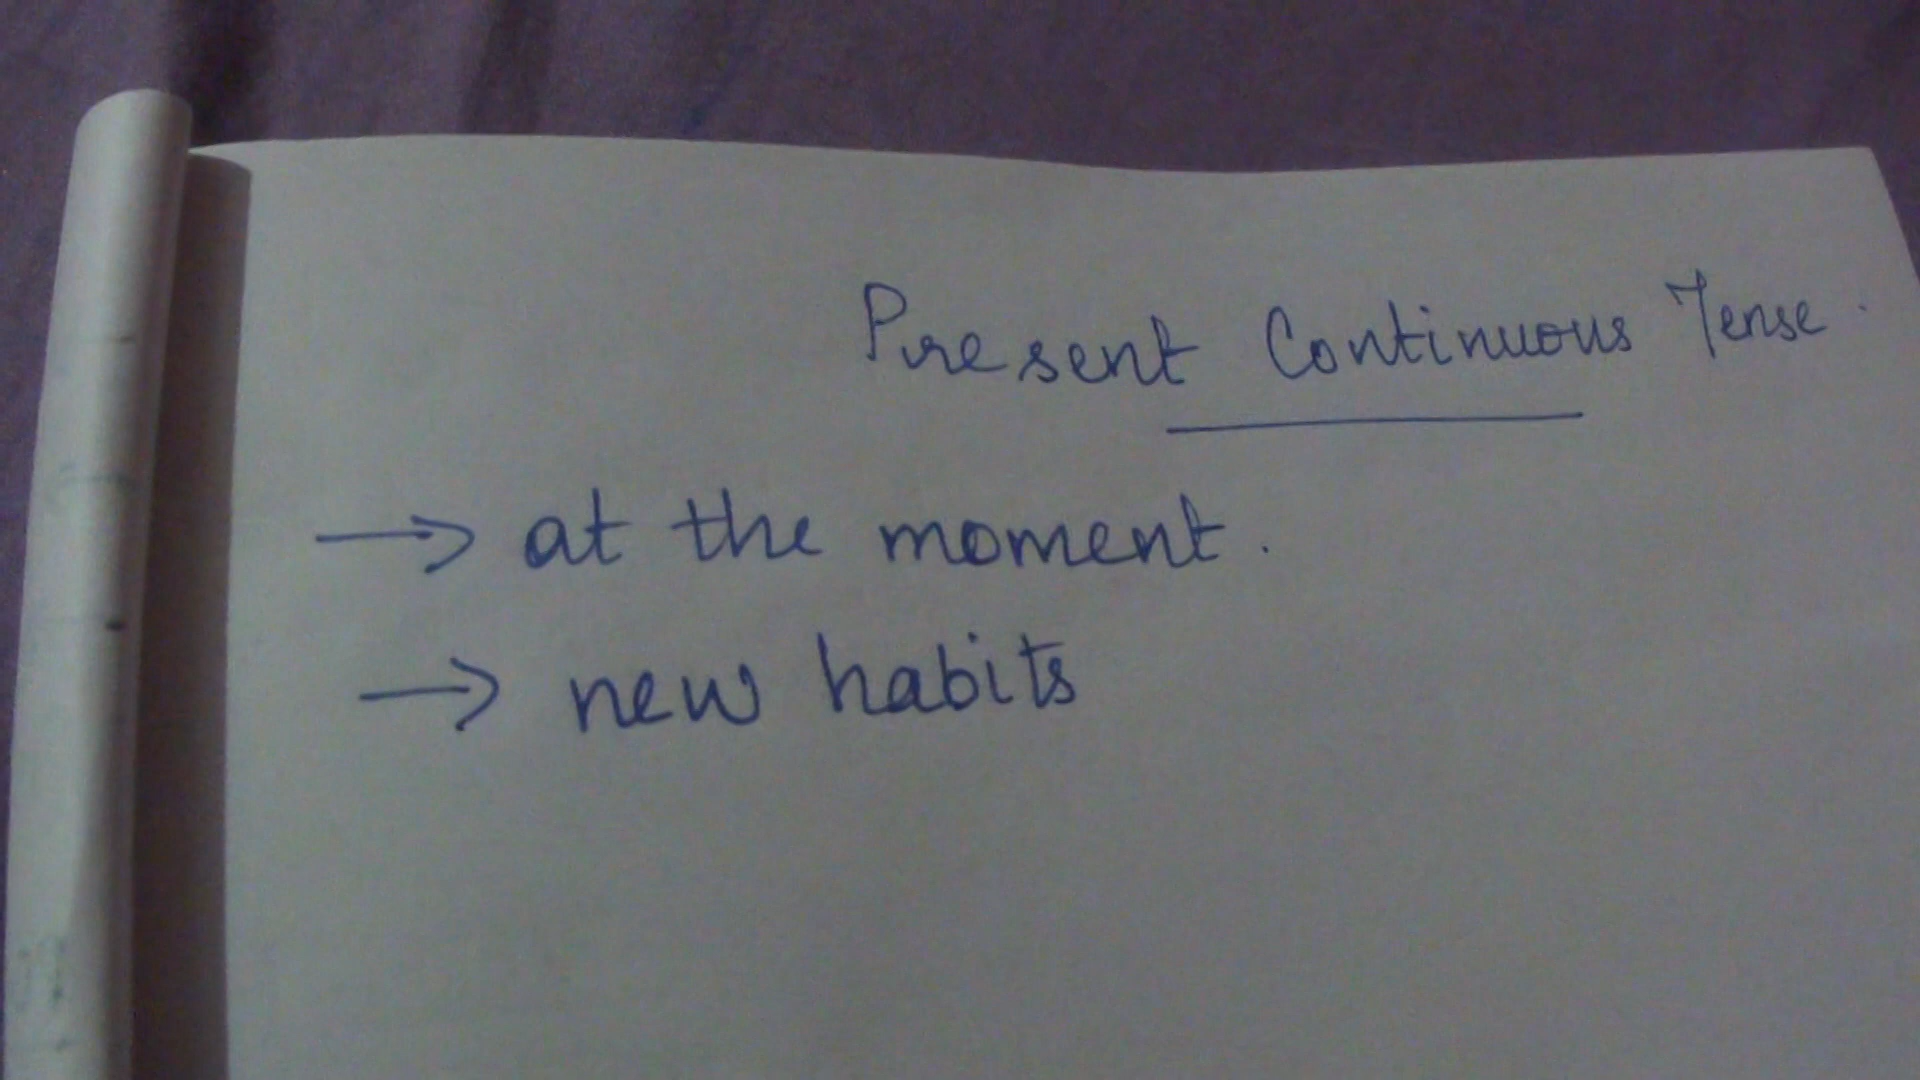 Present Continuous Tense.
→ at the moment.
→ new habits